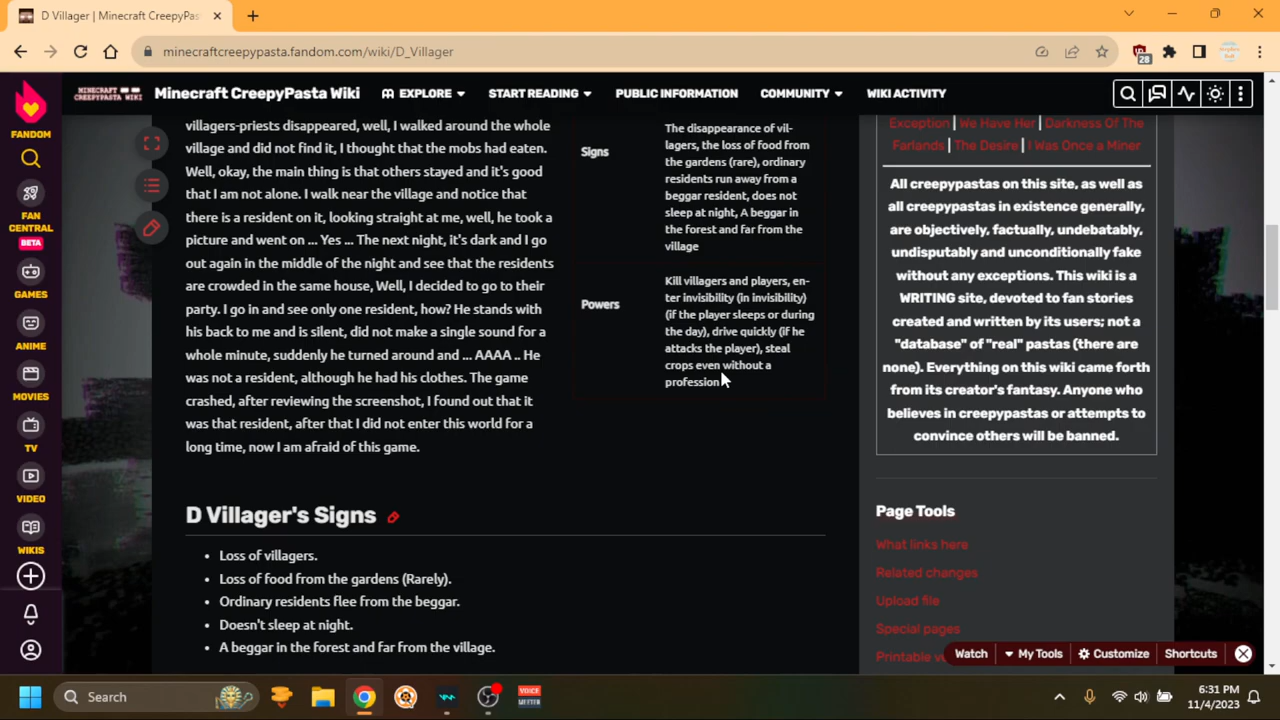 D Villager | Minecraft CreepyPas
minecraftcreepypasta.fandom.com/wiki/D_Villager
28
FANDOM
FAN
CENTRAL
BETA
GAMES
ANIME
MOVIES
TV
VIDEO
WIKIS
MINECRAFT
CREEPYPASTA
Minecraft CreepyPasta Wiki
EXPLORE
START READING
PUBLIC INFORMATION
COMMUNITY
WIKI ACTIVITY
villagers-priests disappeared, well, I walked around the whole
village and did not find it, I thought that the mobs had eaten.
Well, okay, the main thing is that others stayed and it's good
that I am not alone. I walk near the village and notice that
there is a resident on it, looking straight at me, well, he took a
picture and went on ... Yes ... The next night, it's dark and I go
out again in the middle of the night and see that the residents
are crowded in the same house, Well, I decided to go to their
party. I go in and see only one resident, how? He stands with
his back to me and is silent, did not make a single sound for a
whole minute, suddenly he turned around and ... AAAA .. He
was not a resident, although he had his clothes. The game
crashed, after reviewing the screenshot, I found out that it
was that resident, after that I did not enter this world for a
long time, now I am afraid of this game.
Signs
The disappearance of vil-
lagers, the loss of food from
the gardens (rare), ordinary
residents run away from a
beggar resident, does not
sleep at night, A beggar in
the forest and far from the
village
Powers
Kill villagers and players, en-
ter invisibility (in invisibility)
(if the player sleeps or during
the day), drive quickly (if he
attacks the player), steal
crops even without a
profession
D Villager's Signs
Loss of villagers.
Loss of food from the gardens (Rarely).
Ordinary residents flee from the beggar.
Doesn't sleep at night.
A beggar in the forest and far from the village.
Exception | We Have Her | Darkness Of The
Farlands | The Desire | I Was Once a Miner
All creepypastas on this site, as well as
all creepypastas in existence generally,
are objectively, factually, undebatably,
undisputably and unconditionally fake
without any exceptions. This wiki is a
WRITING site, devoted to fan stories
created and written by its users; not a
"database" of "real" pastas (there are
none). Everything on this wiki came forth
from its creator's fantasy. Anyone who
believes in creepypastas or attempts to
convince others will be banned.
Page Tools
What links here
Related changes
Upload file
Special pages
Printable ve
Watch
My Tools
Customize
Shortcuts
Search
VOICE
MEETER
6:31 PM
11/4/2023